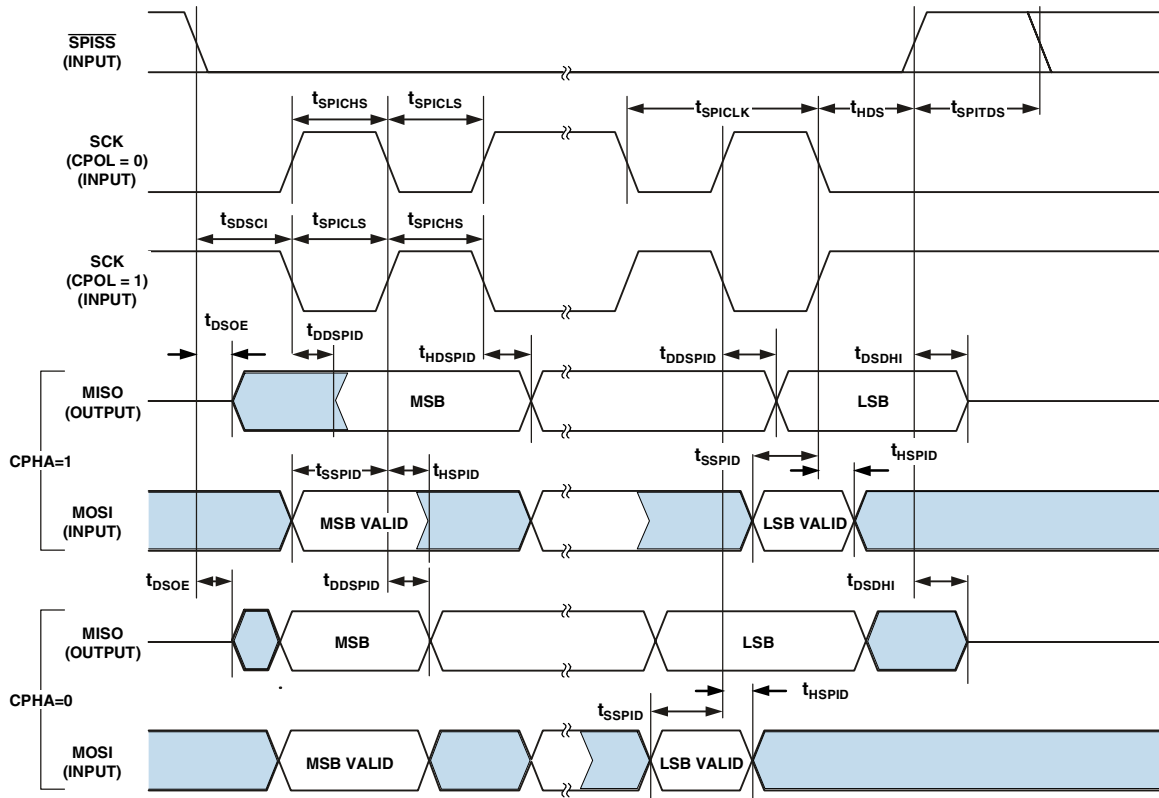 SPISS
(INPUT)
tSPICHS tSPICLS tSPICLK tHDS tSPITDS
SCK
(CPOL = 0)
(INPUT)
tSDSCI tSPICLS tSPICHS
SCK
(CPOL = 1)
(INPUT)
tDSOE tDDSPID tHDSPID tDDSPID tDSDHI
CPHA=1
MISO
(OUTPUT)
MSB LSB
tSSPID tHSPID tSSPID tHSPID
MOSI
(INPUT)
MSB VALID LSB VALID
tDSOE tDDSPID tDSDHI
CPHA=0
MISO
(OUTPUT)
MSB LSB
tSSPID tHSPID
MOSI
(INPUT)
MSB VALID LSB VALID